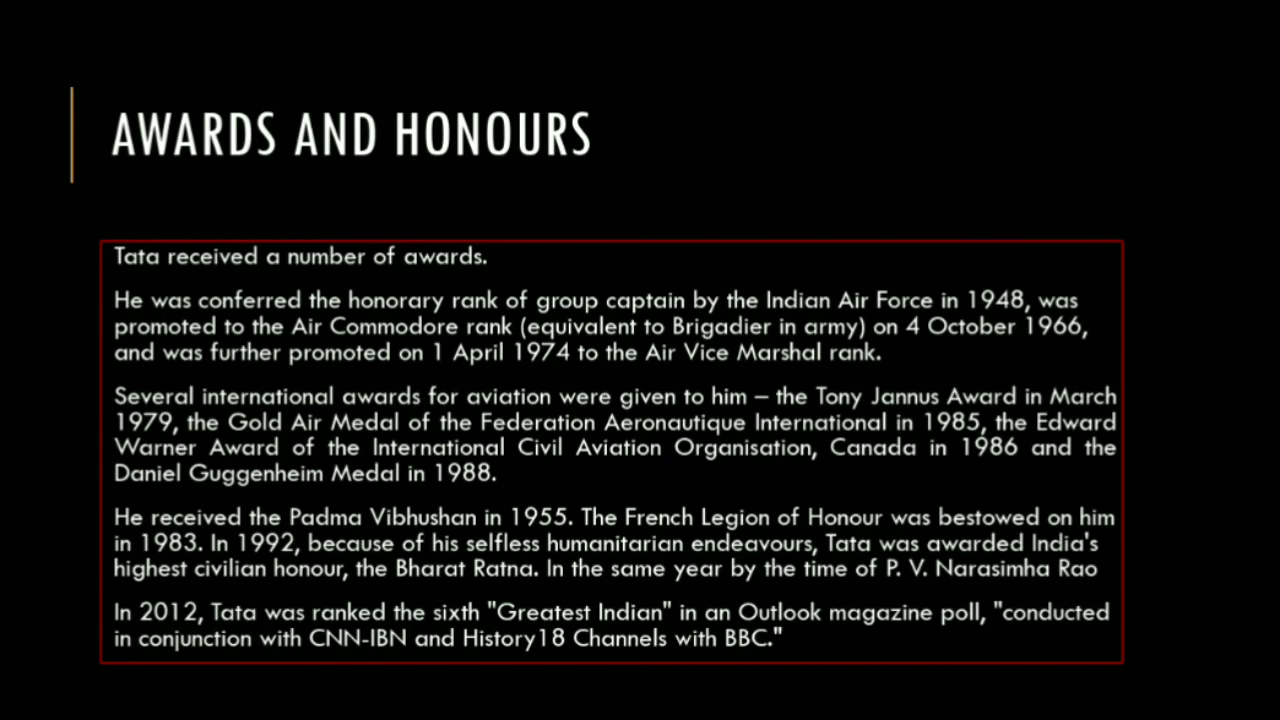 AWARDS AND HONOURS
Tata received a number of awards.
He was conferred the honorary rank of group captain by the Indian Air Force in 1948, was
promoted to the Air Commodore rank (equivalent to Brigadier in army) on 4 October 1966,
and was further promoted on 1 April 1974 to the Air Vice Marshal rank.
Several international awards for aviation were given to him – the Tony Jannus Award in March
1979, the Gold Air Medal of the Federation Aeronautique International in 1985, the Edward
Warner Award of the International Civil Aviation Organisation, Canada in 1986 and the
Daniel Guggenheim Medal in 1988.
He received the Padma Vibhushan in 1955. The French Legion of Honour was bestowed on him
in 1983. In 1992, because of his selfless humanitarian endeavours, Tata was awarded India's
highest civilian honour, the Bharat Ratna. In the same year by the time of P. V. Narasimha Rao
In 2012, Tata was ranked the sixth "Greatest Indian" in an Outlook magazine poll, "conducted
in conjunction with CNN-IBN and History18 Channels with BBC."